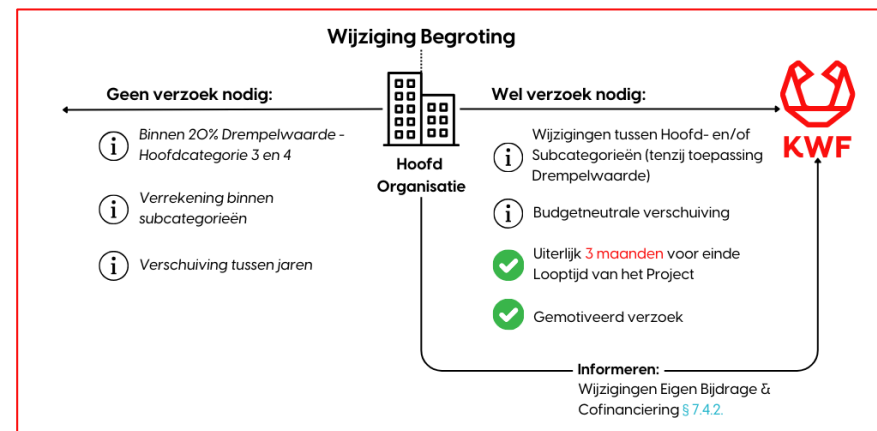 Wijziging Begroting
Geen verzoek nodig:
Binnen 20% Drempelwaarde -
Hoofdcategorie 3 en 4
Verrekening binnen
subcategorieën
Verschuiving tussen jaren
Hoofd
Organisatie
Wel verzoek nodig:
Wijzigingen tussen Hoofd- en/of
Subcategorieën (tenzij toepassing
Drempelwaarde)
Budgetneutrale verschuiving
Uiterlijk 3 maanden voor einde
Looptijd van het Project
Gemotiveerd verzoek
KWF
Informeren:
Wijzigingen Eigen Bijdrage &
Cofinanciering § 7.4.2.